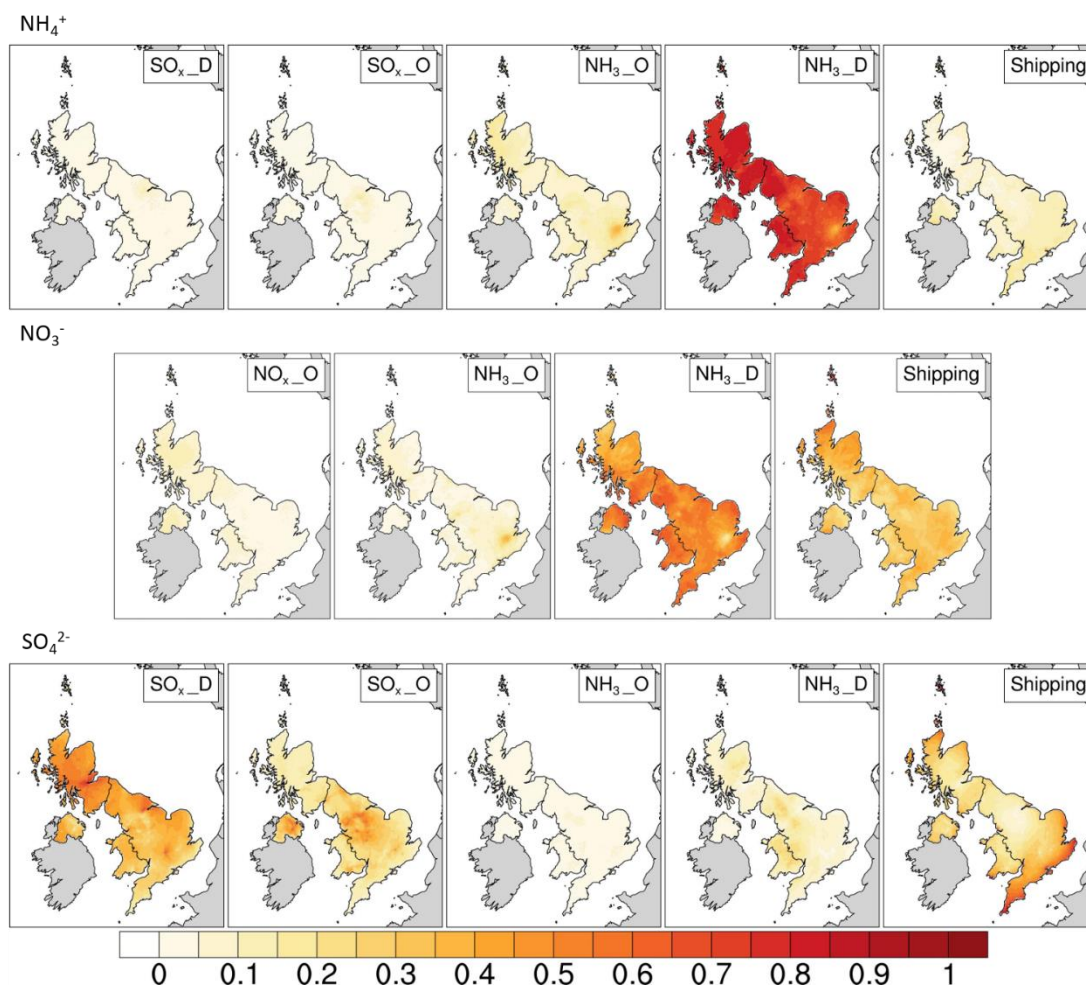 NH₄⁺
SOₓ_D SOₓ_O NH₃_O NH₃_D Shipping
NO₃⁻
NOₓ_O NH₃_O NH₃_D Shipping
SO₄²⁻
SOₓ_D SOₓ_O NH₃_O NH₃_D Shipping
0 0.1 0.2 0.3 0.4 0.5 0.6 0.7 0.8 0.9 1